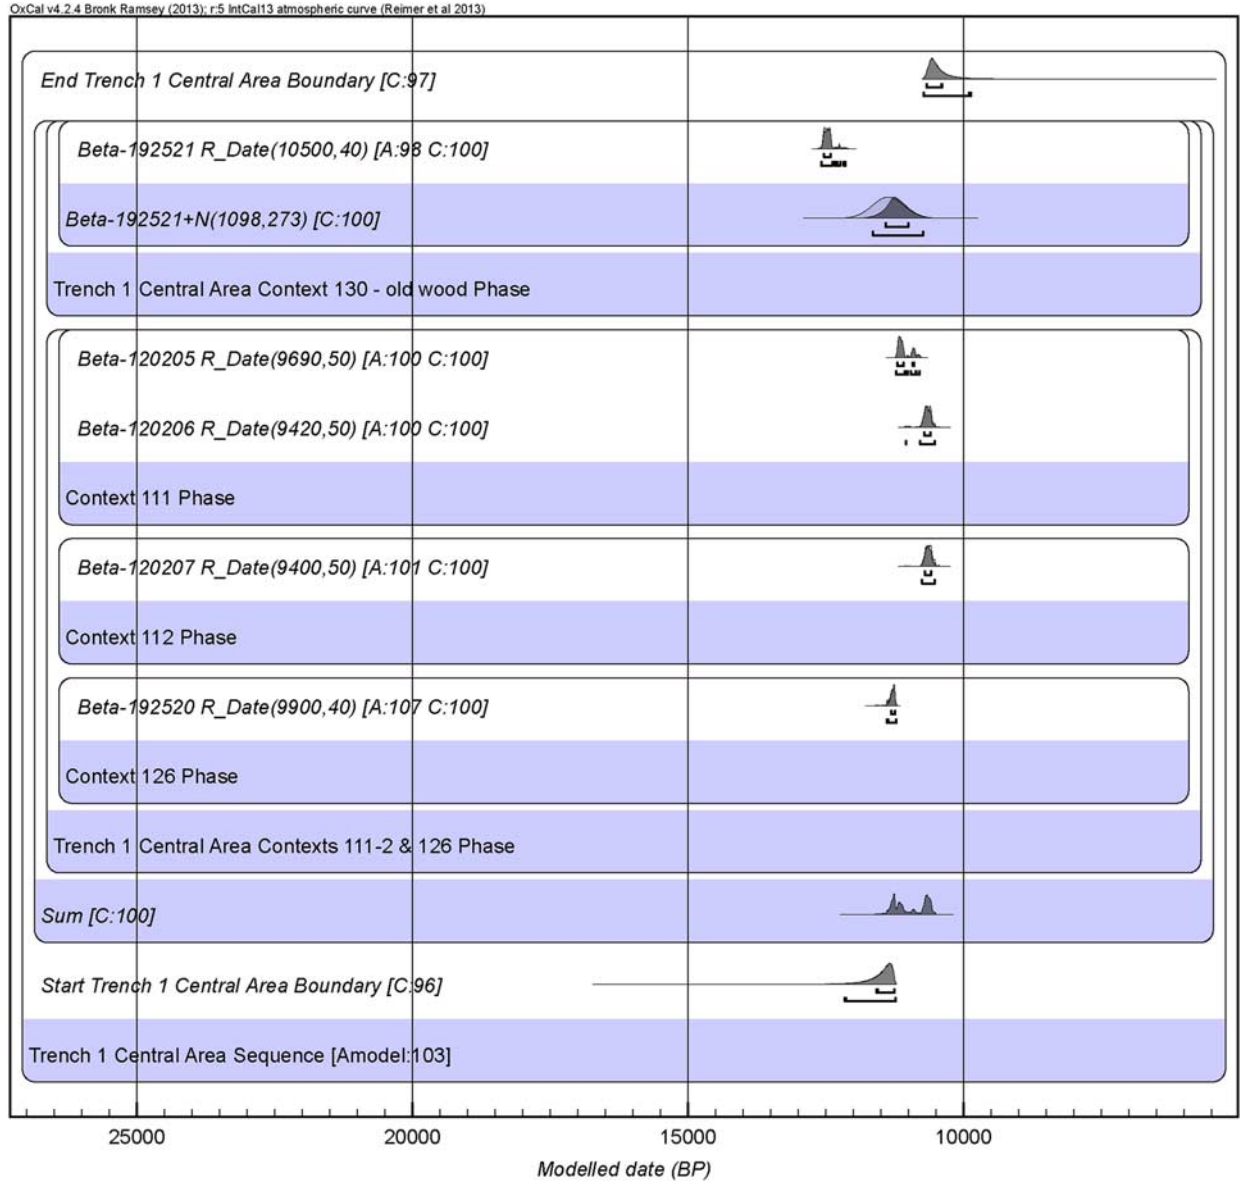 OxCal v4.2.4 Bronk Ramsey (2013); r:5 IntCal13 atmospheric curve (Reimer et al 2013)
End Trench 1 Central Area Boundary [C:97]
Beta-192521 R_Date(10500,40) [A:98 C:100]
Beta-192521+N(1098,273) [C:100]
Trench 1 Central Area Context 130 - old wood Phase
Beta-120205 R_Date(9690,50) [A:100 C:100]
Beta-120206 R_Date(9420,50) [A:100 C:100]
Context 111 Phase
Beta-120207 R_Date(9400,50) [A:101 C:100]
Context 112 Phase
Beta-192520 R_Date(9900,40) [A:107 C:100]
Context 126 Phase
Trench 1 Central Area Contexts 111-2 & 126 Phase
Sum [C:100]
Start Trench 1 Central Area Boundary [C:96]
Trench 1 Central Area Sequence [Amodel:103]
25000 20000 15000 10000
Modelled date (BP)